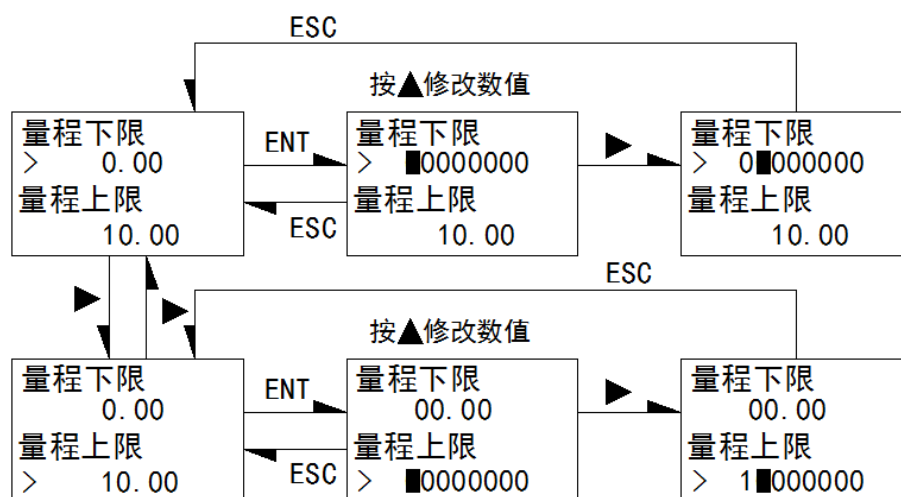 ESC
按▲修改数值
量程下限
> 0.00
量程上限
10.00
ENT
ESC
量程下限
> ■0000000
量程上限
10.00
▶
量程下限
> 0■000000
量程上限
10.00
▶
▶
ESC
按▲修改数值
量程下限
0.00
量程上限
> 10.00
ENT
ESC
量程下限
00.00
量程上限
> ■0000000
▶
量程下限
00.00
量程上限
> 1■000000